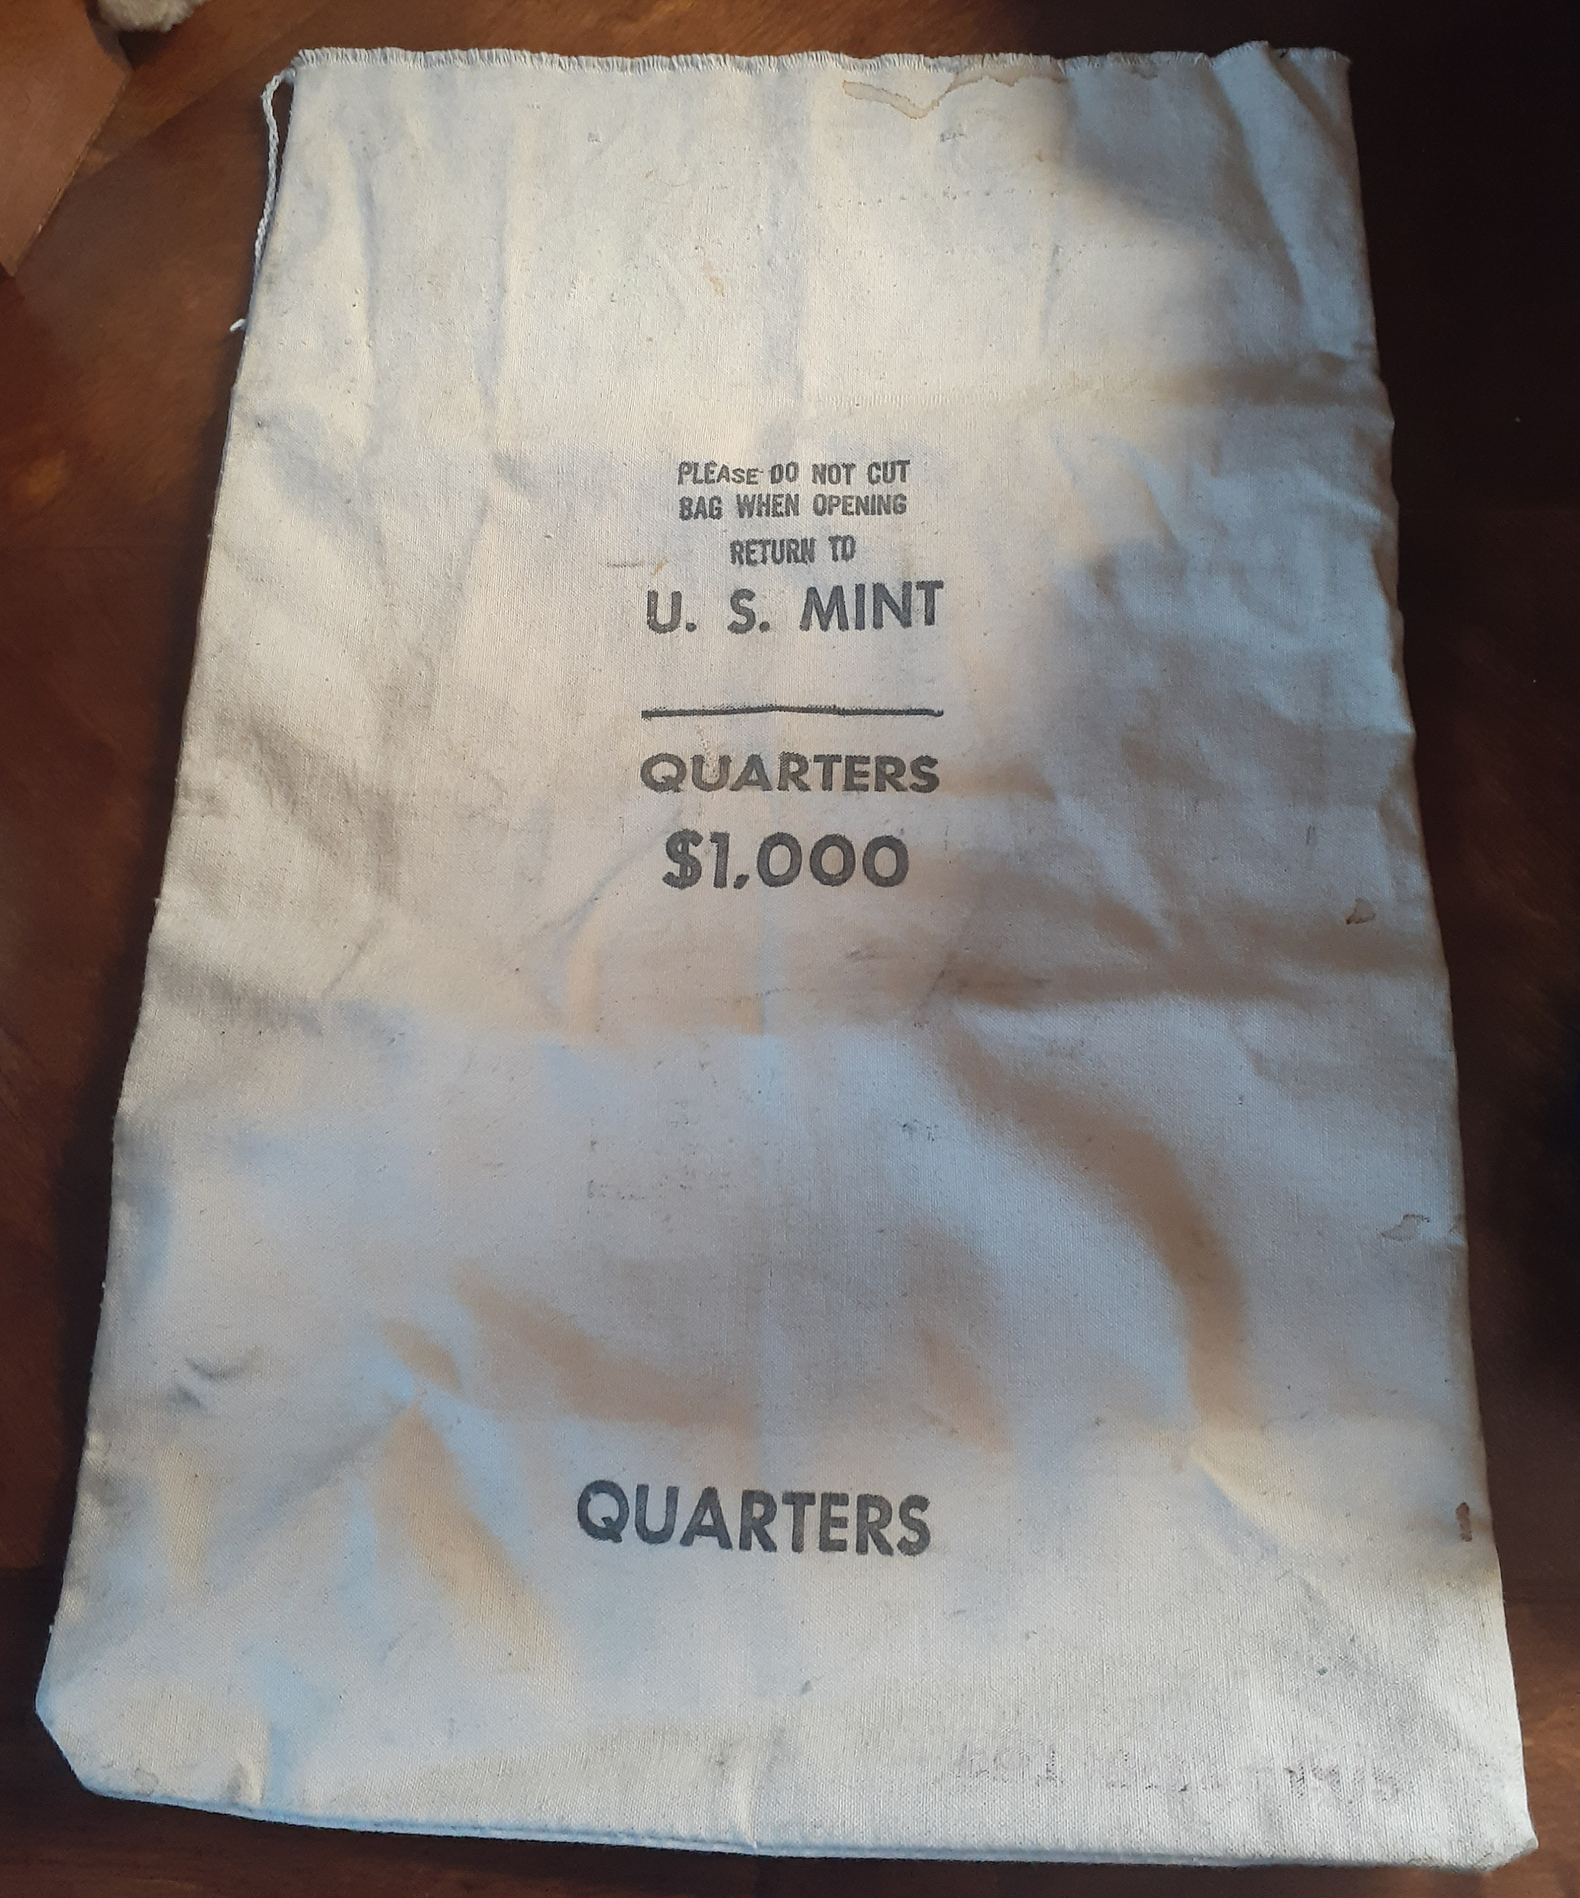 PLEASE DO NOT CUT
BAG WHEN OPENING
RETURN TO
U. S. MINT
QUARTERS
$1,000
QUARTERS